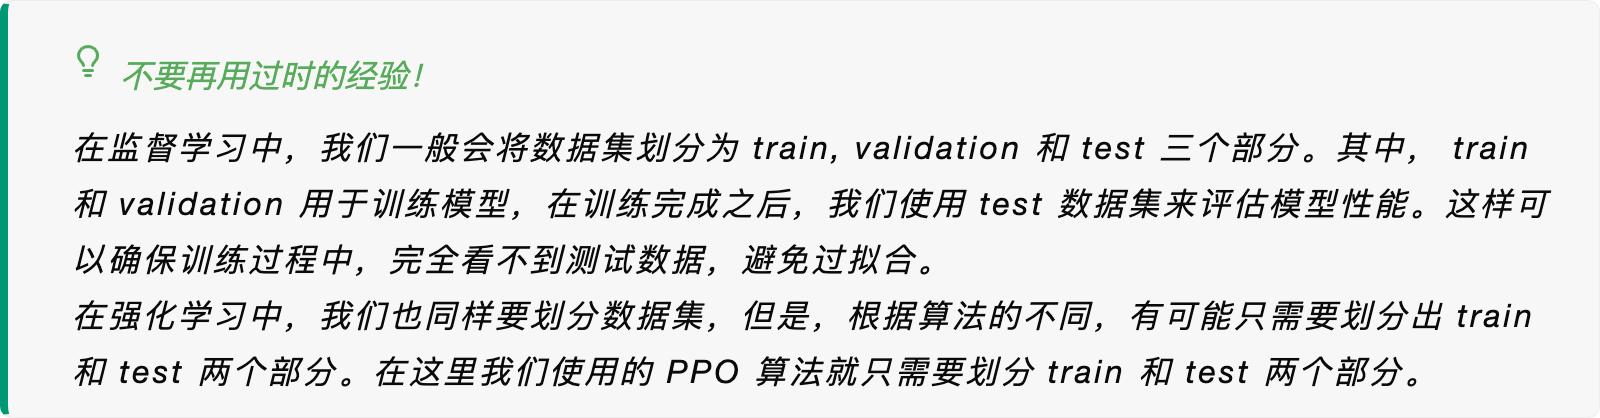 不要再用过时的经验！
在监督学习中，我们一般会将数据集划分为 train, validation 和 test 三个部分。其中， train
和 validation 用于训练模型，在训练完成之后，我们使用 test 数据集来评估模型性能。这样可
以确保训练过程中，完全看不到测试数据，避免过拟合。
在强化学习中，我们也同样要划分数据集，但是，根据算法的不同，有可能只需要划分出 train
和 test 两个部分。在这里我们使用的 PPO 算法就只需要划分 train 和 test 两个部分。